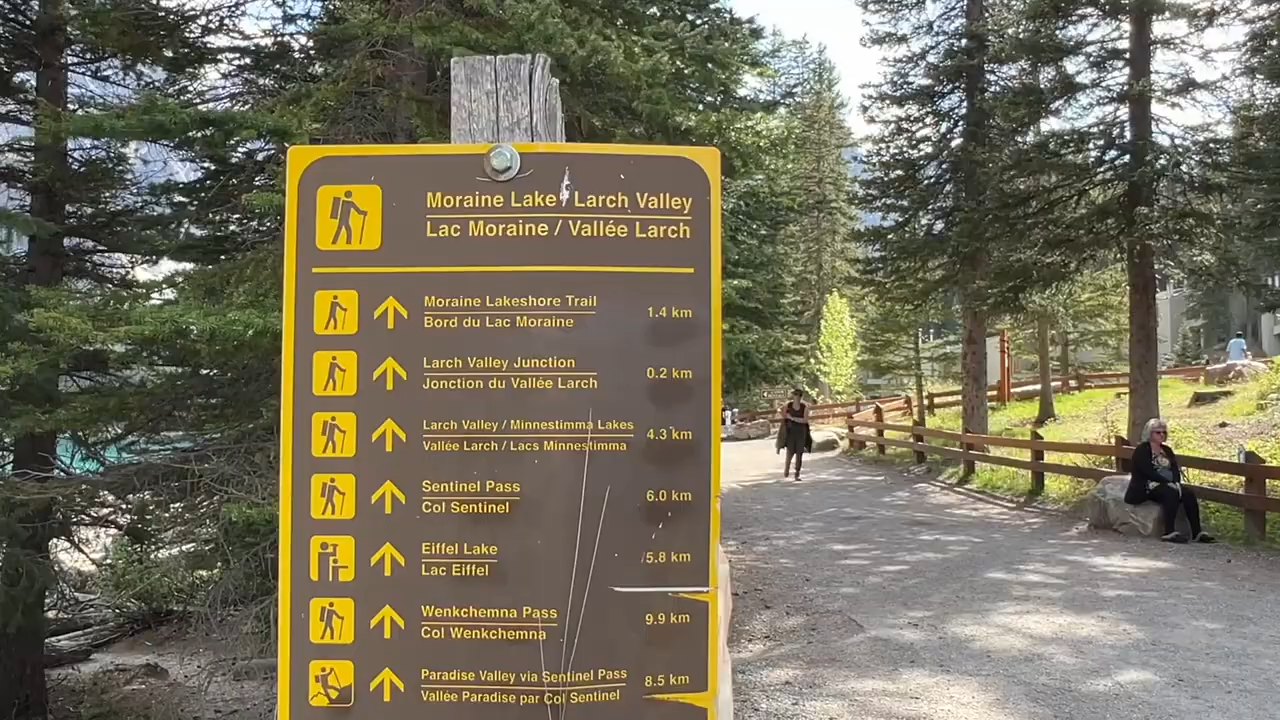 Moraine Lake / Larch Valley
Lac Moraine / Vallée Larch
Moraine Lakeshore Trail
Bord du Lac Moraine
1.4 km
Larch Valley Junction
Jonction du Vallée Larch
0.2 km
Larch Valley / Minnestimma Lakes
Vallée Larch / Lacs Minnestimma
4.3 km
Sentinel Pass
Col Sentinel
6.0 km
Eiffel Lake
Lac Eiffel
5.8 km
Wenkchemna Pass
Col Wenkchemna
9.9 km
Paradise Valley via Sentinel Pass
Vallée Paradise par Col Sentinel
8.5 km